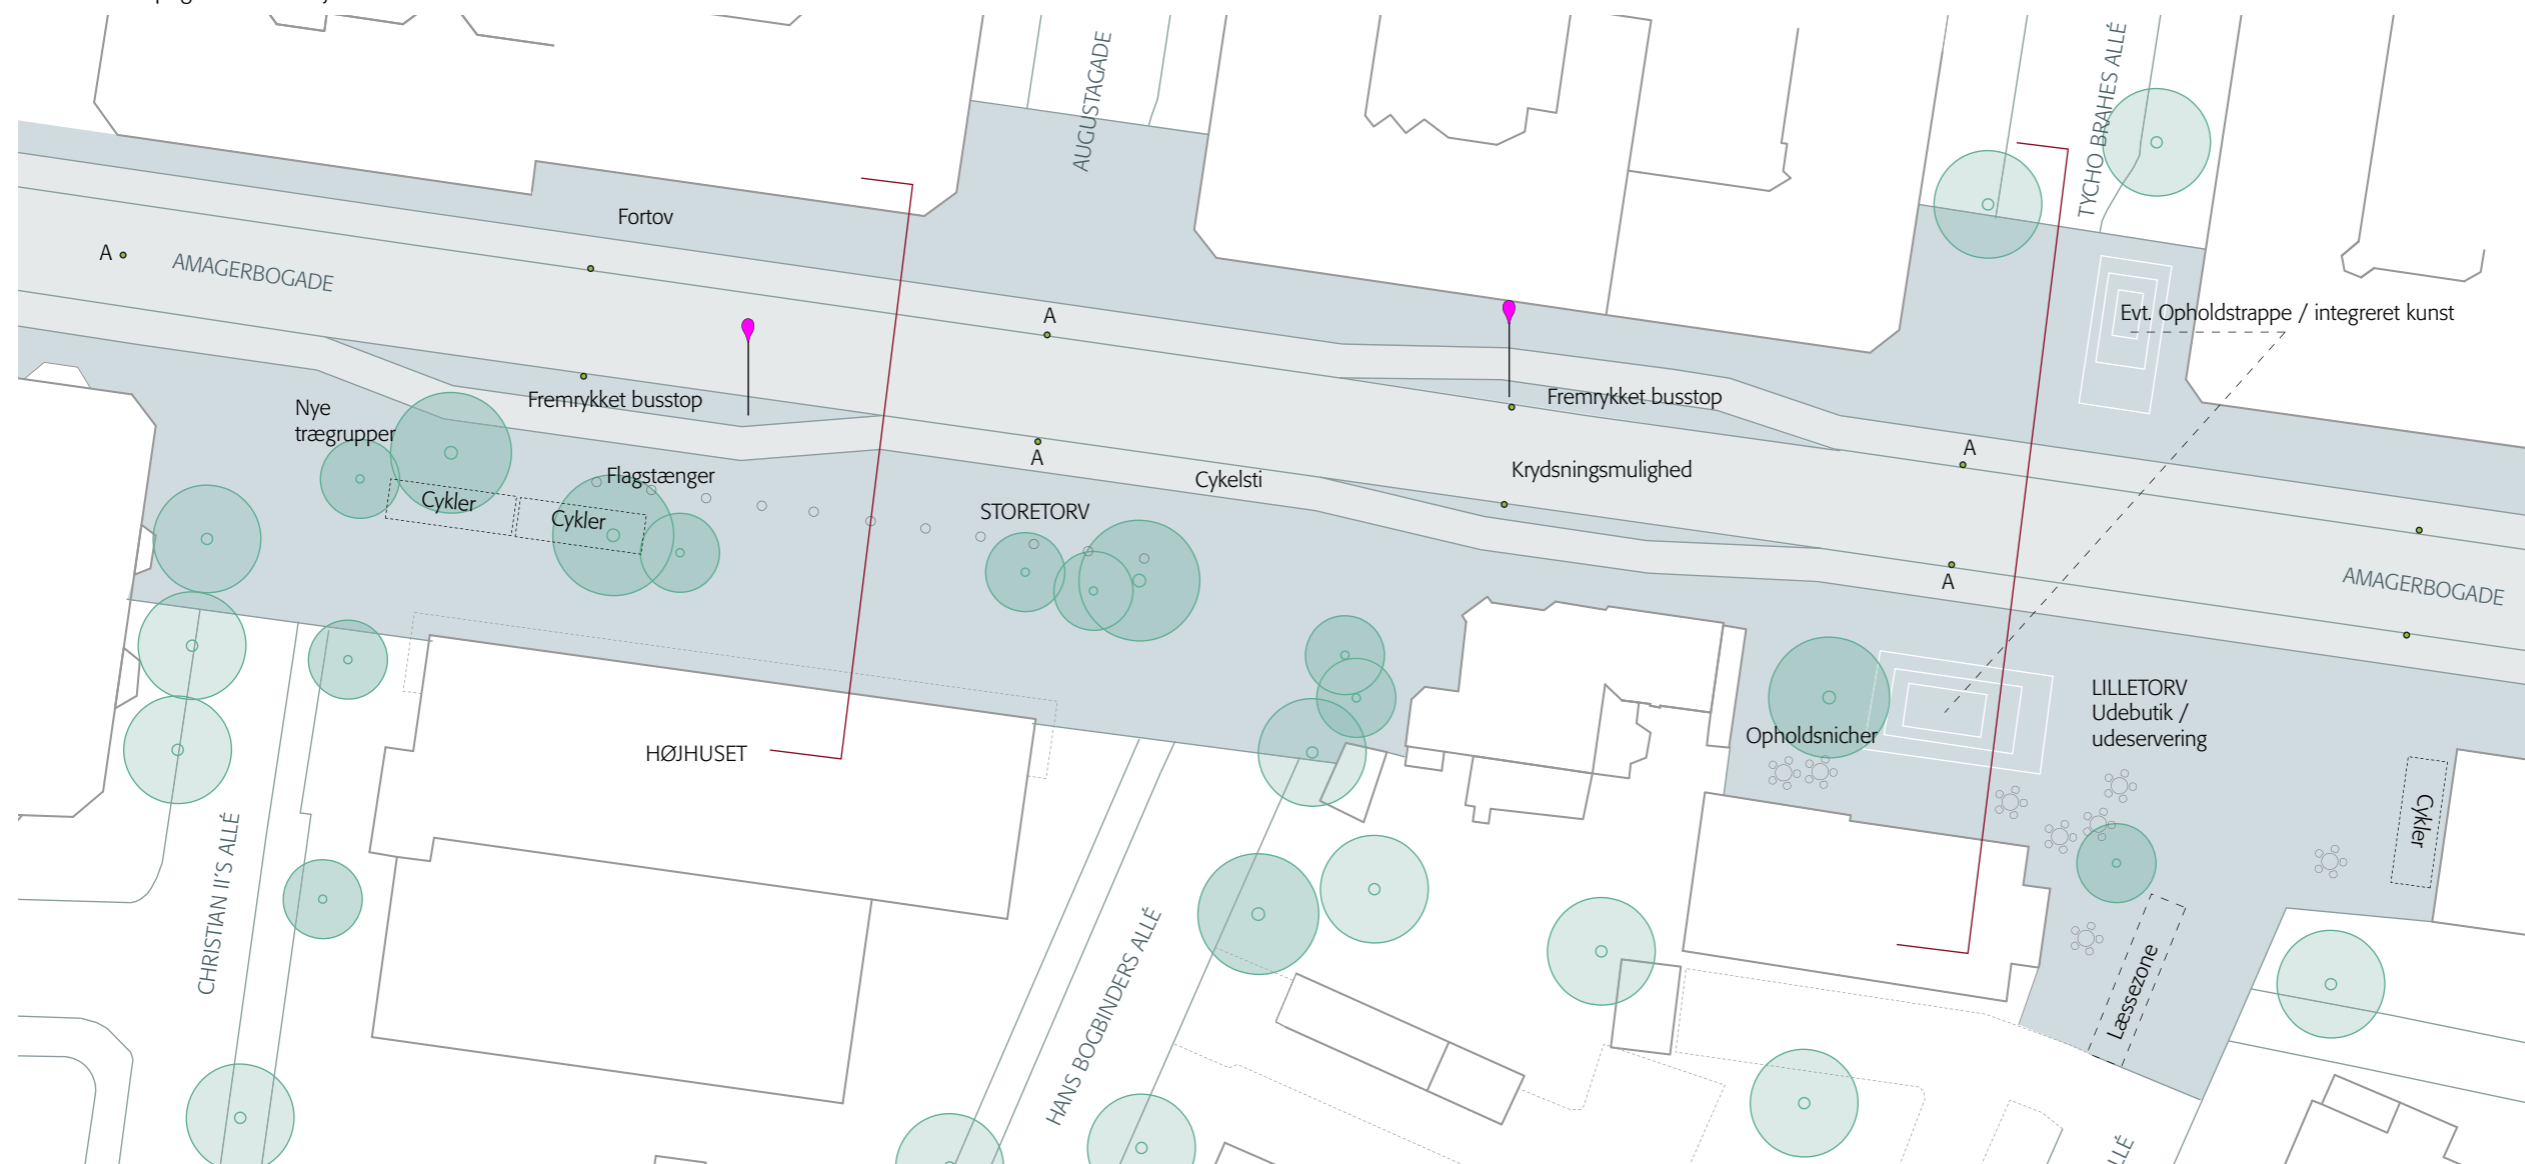 AUGUSTAGADE
TYCHO BRAHES ALLÉ
Fortov
A
AMAGERBOGADE
A
Evt. Opholdstrappe / integreret kunst
Nye
trægrupper
Fremrykket busstop
Fremrykket busstop
A
A
Flagstænger
Cykler
Cykler
Cykelsti
Krydsningsmulighed
STORETORV
A
AMAGERBOGADE
LILLETORV
Udebutik /
udeservering
Opholdsnicher
HØJHUSET
Cykler
CHRISTIAN II'S ALLÉ
HANS BOGBINDERS ALLÉ
Læssezone
LLÉ